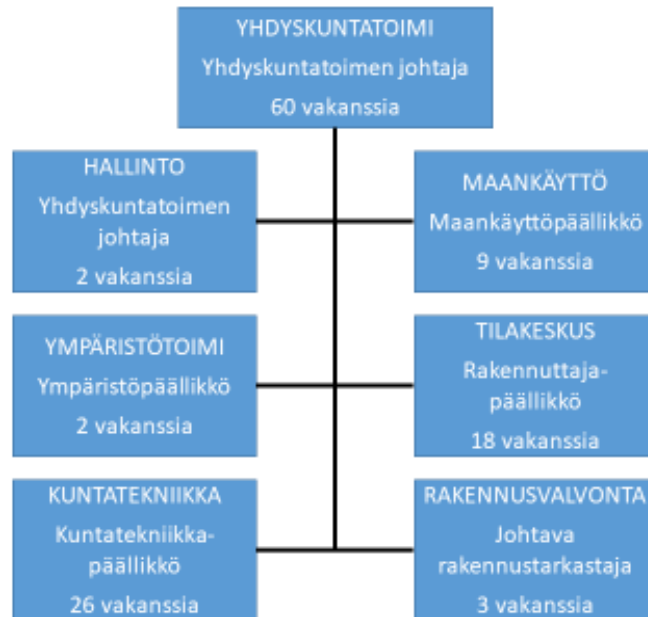 YHDYSKUNTATOIMI
Yhdyskuntatoimen johtaja
60 vakanssia
HALLINTO
Yhdyskuntatoimen
johtaja
2 vakanssia
MAANKÄYTTÖ
Maankäyttöpäällikkö
9 vakanssia
YMPÄRISTÖTOIMI
Ympäristöpäällikkö
2 vakanssia
TILAKESKUS
Rakennuttaja-
päällikkö
18 vakanssia
KUNTATEKNIIKKA
Kuntatekniikka-
päällikkö
26 vakanssia
RAKENNUSVALVONTA
Johtava
rakennustarkastaja
3 vakanssia